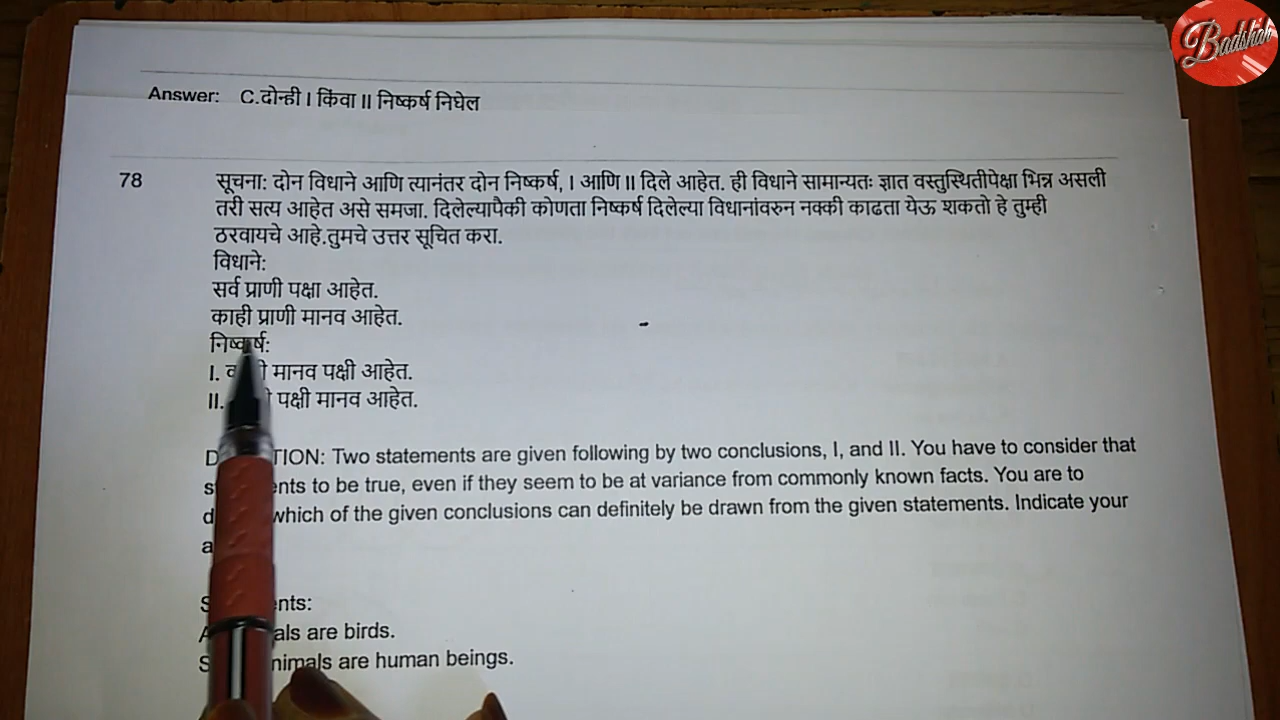 Badshah
Answer: C.दोन्ही I किंवा II निष्कर्ष निघेल
78
सूचना: दोन विधाने आणि त्यानंतर दोन निष्कर्ष, I आणि II दिले आहेत. ही विधाने सामान्यतः ज्ञात वस्तुस्थितीपेक्षा भिन्न असली
तरी सत्य आहेत असे समजा. दिलेल्यापैकी कोणता निष्कर्ष दिलेल्या विधानांवरुन नक्की काढता येऊ शकतो हे तुम्ही
ठरवायचे आहे.तुमचे उत्तर सूचित करा.
विधाने:
सर्व प्राणी पक्षा आहेत.
काही प्राणी मानव आहेत.
निष्कर्ष:
I. मानव पक्षी आहेत.
II. पक्षी मानव आहेत.
Two statements are given following by two conclusions, I, and II. You have to consider that
to be true, even if they seem to be at variance from commonly known facts. You are to
which of the given conclusions can definitely be drawn from the given statements. Indicate your
are birds.
are human beings.